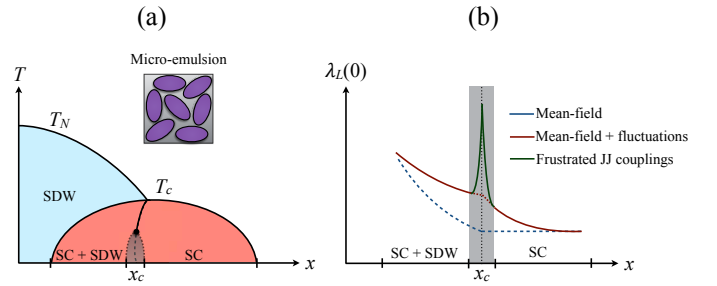 (a)
(b)
Micro-emulsion
T
T_N
T_c
SDW
SC + SDW
SC
x_c
x
λ_L(0)
Mean-field
Mean-field + fluctuations
Frustrated JJ couplings
SC + SDW
SC
x_c
x